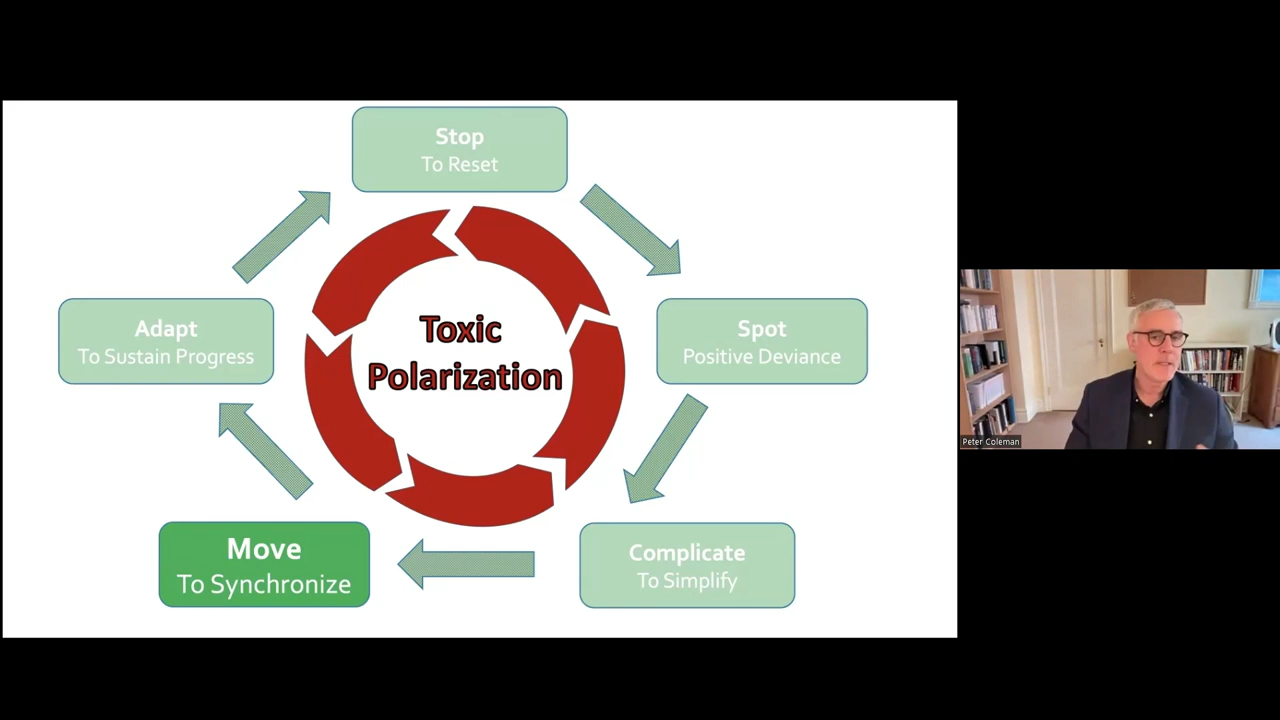 Stop
To Reset
Spot
Positive Deviance
Complicate
To Simplify
Move
To Synchronize
Adapt
To Sustain Progress
Toxic
Polarization
Peter Coleman